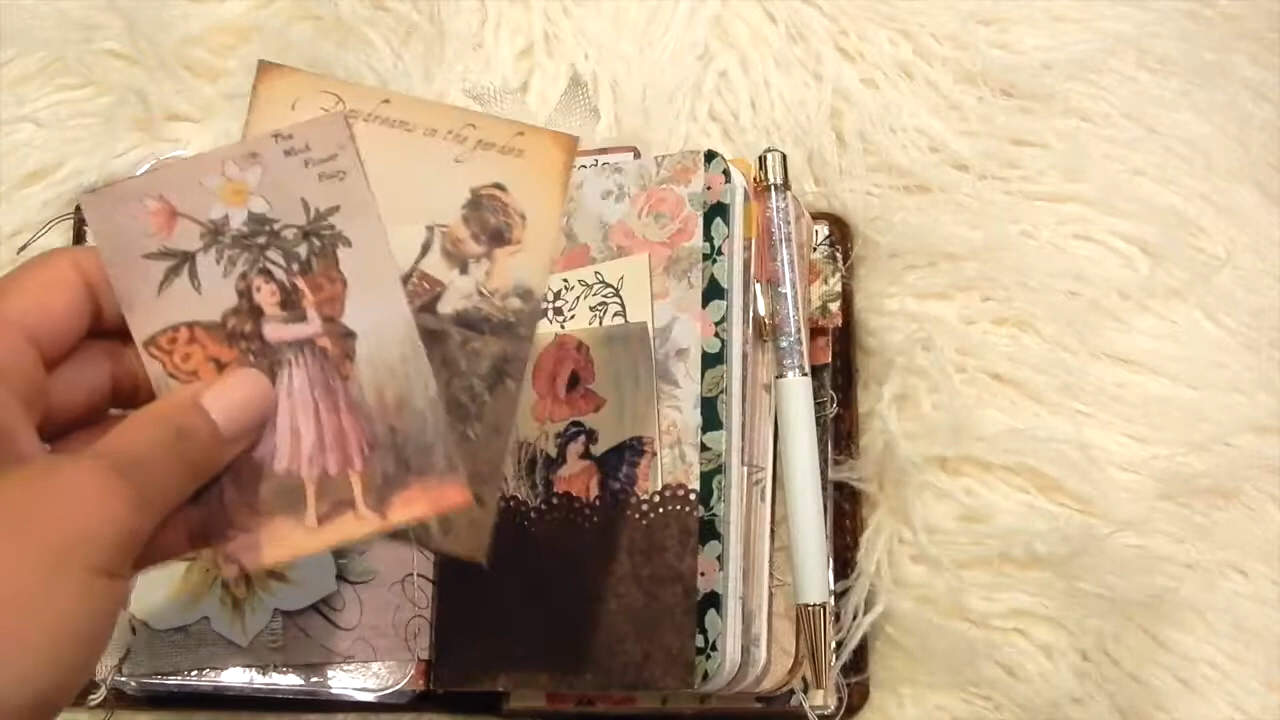 Daydreams in the garden
The
Wind
Flower
Fairy